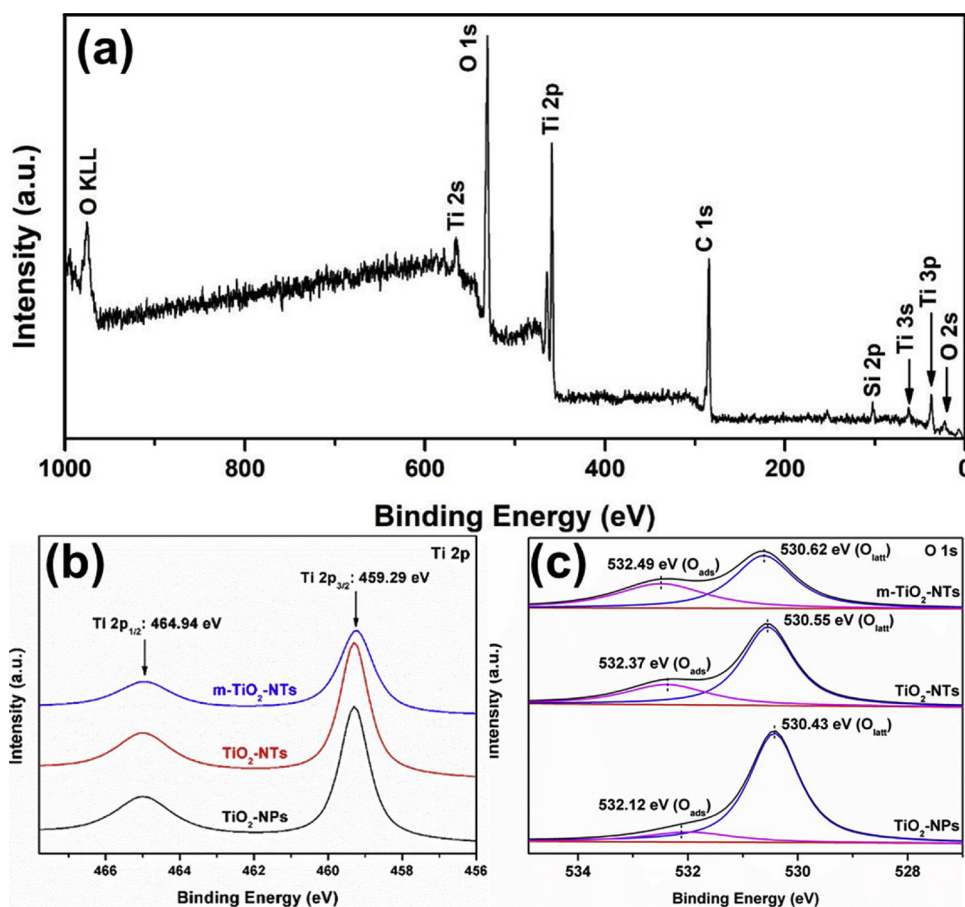 (a)
O KLL
Ti 2s
O 1s
Ti 2p
C 1s
Si 2p
Ti 3s
Ti 3p
O 2s
Intensity (a.u.)
1000 800 600 400 200 0
Binding Energy (eV)
(b)
Ti 2p
Ti 2p3/2: 459.29 eV
Ti 2p1/2: 464.94 eV
m-TiO2-NTs
TiO2-NTs
TiO2-NPs
Intensity (a.u.)
466 464 462 460 458 456
Binding Energy (eV)
(c)
O 1s
530.62 eV (Olatt)
532.49 eV (Oads)
m-TiO2-NTs
530.55 eV (Olatt)
532.37 eV (Oads)
TiO2-NTs
530.43 eV (Olatt)
532.12 eV (Oads)
TiO2-NPs
Intensity (a.u.)
534 532 530 528
Binding Energy (eV)